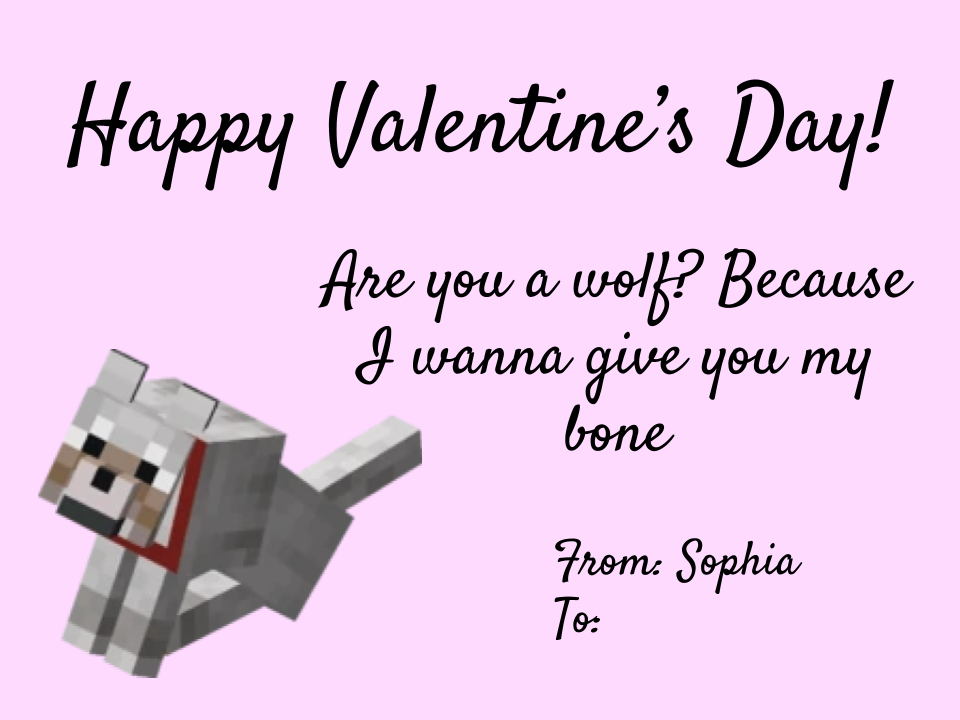 Happy Valentine’s Day!
Are you a wolf? Because
I wanna give you my
bone
From: Sophia
To: